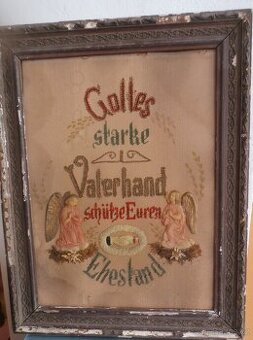 Gottes
starke
Vaterhand
schütze Euren
Ehestand